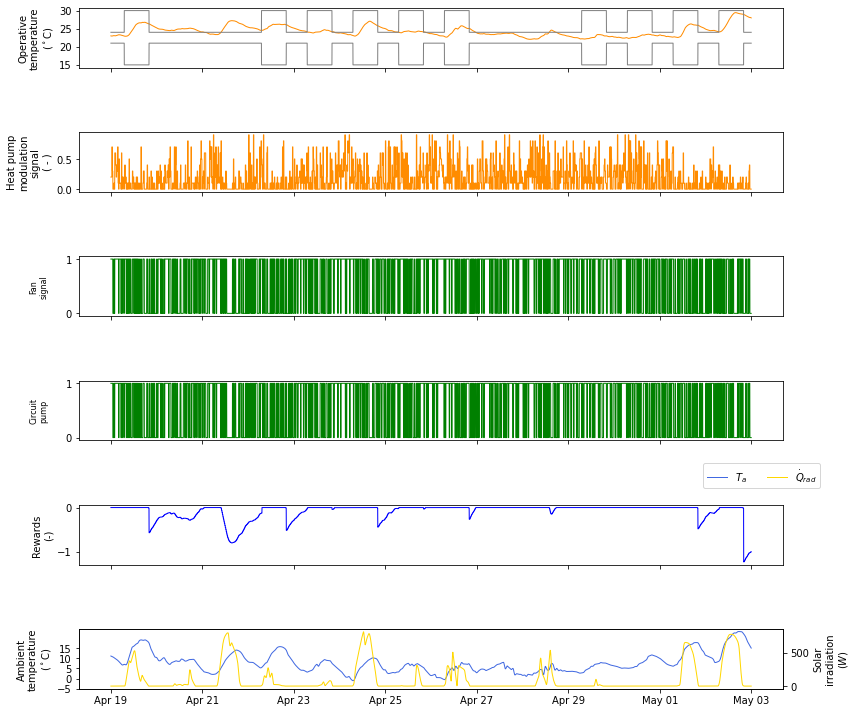 Operative
temperature
(°C)
30
25
20
15
Heat pump
modulation
signal
( - )
0.5
0.0
Fan
signal
1
0
Circuit
pump
1
0
T_a
Q̇_rad
Rewards
(-)
0
−1
Ambient
temperature
(°C)
15
10
5
0
−5
500
0
Solar
irradiation
(W)
Apr 19 Apr 21 Apr 23 Apr 25 Apr 27 Apr 29 May 01 May 03